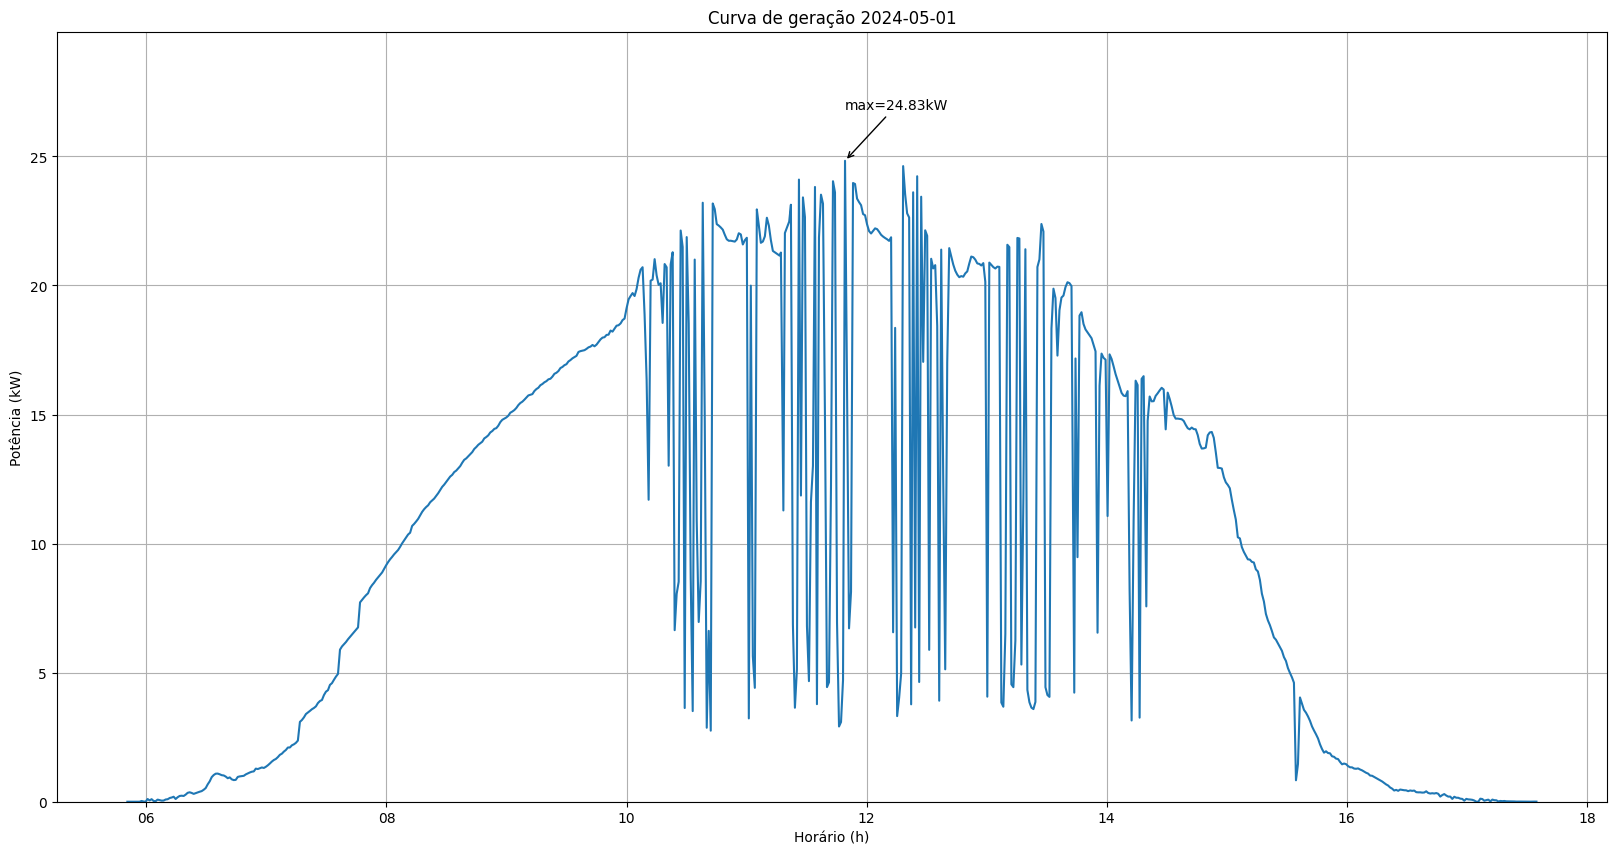 Curva de geração 2024-05-01
max=24.83kW
25
20
15
10
5
0
Potência (kW)
06 08 10 12 14 16 18
Horário (h)